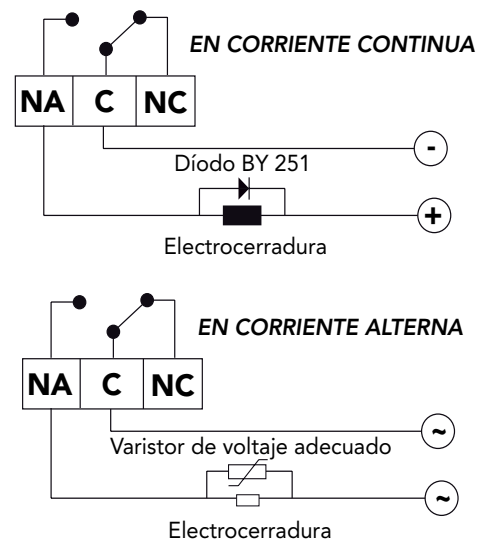 EN CORRIENTE CONTINUA
NA C NC
-
Díodo BY 251
+
Electrocerradura
EN CORRIENTE ALTERNA
NA C NC
~
Varistor de voltaje adecuado
~
Electrocerradura